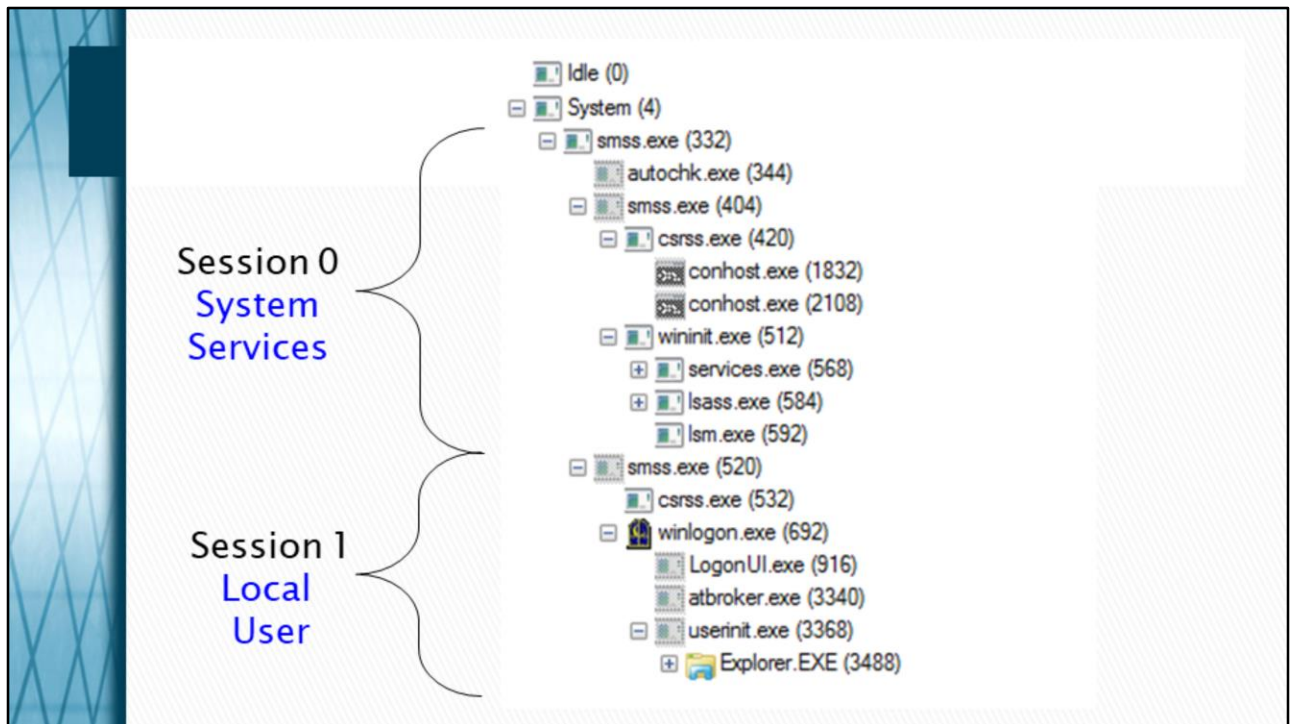 Idle (0)
System (4)
smss.exe (332)
autochk.exe (344)
smss.exe (404)
csrss.exe (420)
conhost.exe (1832)
conhost.exe (2108)
wininit.exe (512)
services.exe (568)
lsass.exe (584)
lsm.exe (592)
smss.exe (520)
csrss.exe (532)
winlogon.exe (692)
LogonUI.exe (916)
atbroker.exe (3340)
userinit.exe (3368)
Explorer.EXE (3488)
Session 0
System
Services
Session 1
Local
User